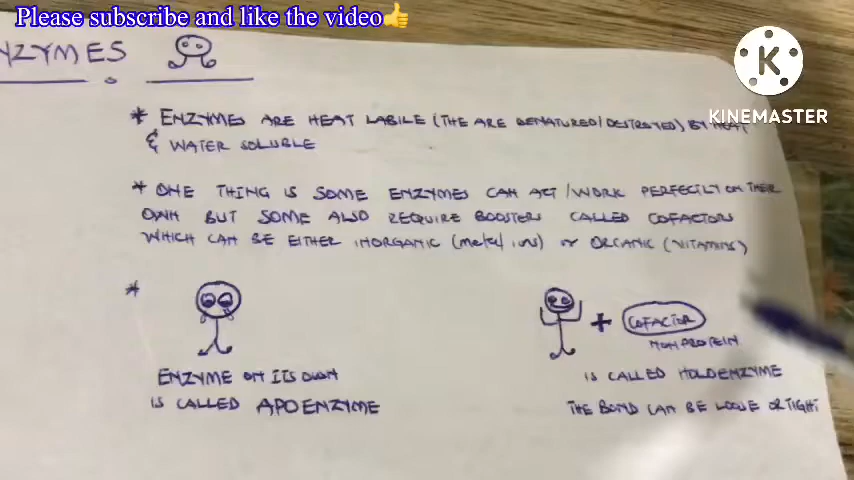 Please subscribe and like the video👍
NZYMES
K
KINEMASTER
* ENZYMES ARE HEAT LABILE (THE ARE DENATURED/DESTROYED) BY HEAT
& WATER SOLUBLE
* ONE THING IS SOME ENZYMES CAN ACT/WORK PERFECTLY ON THEIR
OWN BUT SOME ALSO REQUIRE BOOSTERS CALLED COFACTORS
WHICH CAN BE EITHER INORGANIC (metal ions) or ORGANIC (VITAMINS)
*
ENZYME ON ITS OWN
IS CALLED APOENZYME
+ COFACTOR
NONPROTEIN
IS CALLED HOLOENZYME
THE BOND CAN BE LOOSE OR TIGHT